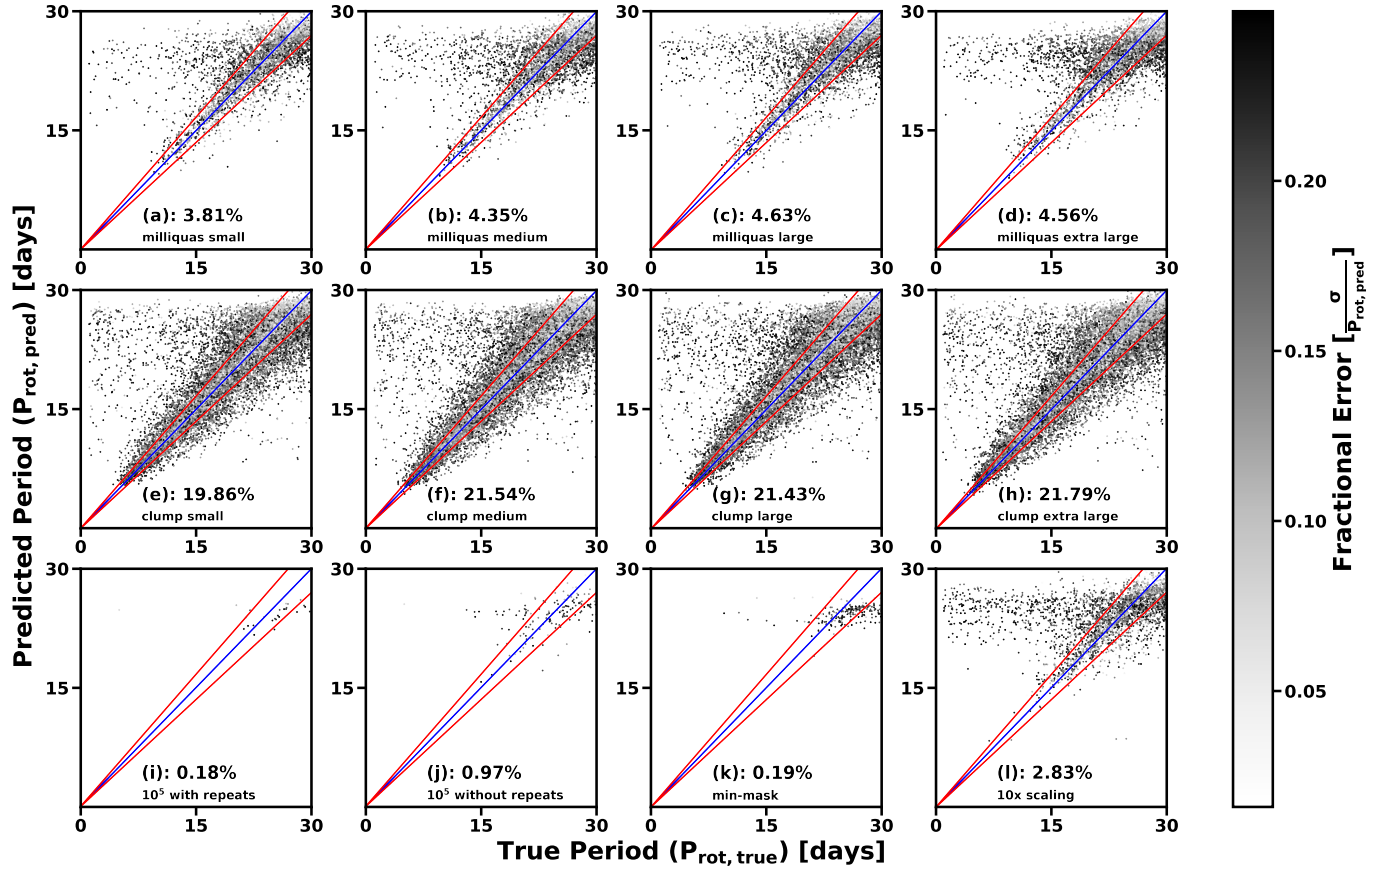 30
15
(a): 3.81%
milliquas small
0 15 30
30
15
(b): 4.35%
milliquas medium
0 15 30
30
15
(c): 4.63%
milliquas large
0 15 30
30
15
(d): 4.56%
milliquas extra large
0 15 30
30
15
(e): 19.86%
clump small
0 15 30
30
15
(f): 21.54%
clump medium
0 15 30
30
15
(g): 21.43%
clump large
0 15 30
30
15
(h): 21.79%
clump extra large
0 15 30
30
15
(i): 0.18%
10⁵ with repeats
0 15 30
30
15
(j): 0.97%
10⁵ without repeats
0 15 30
30
15
(k): 0.19%
min-mask
0 15 30
30
15
(l): 2.83%
10x scaling
0 15 30
Predicted Period (Prot, pred) [days]
True Period (Prot, true) [days]
0.20
0.15
0.10
0.05
Fractional Error [σ/Prot, pred]